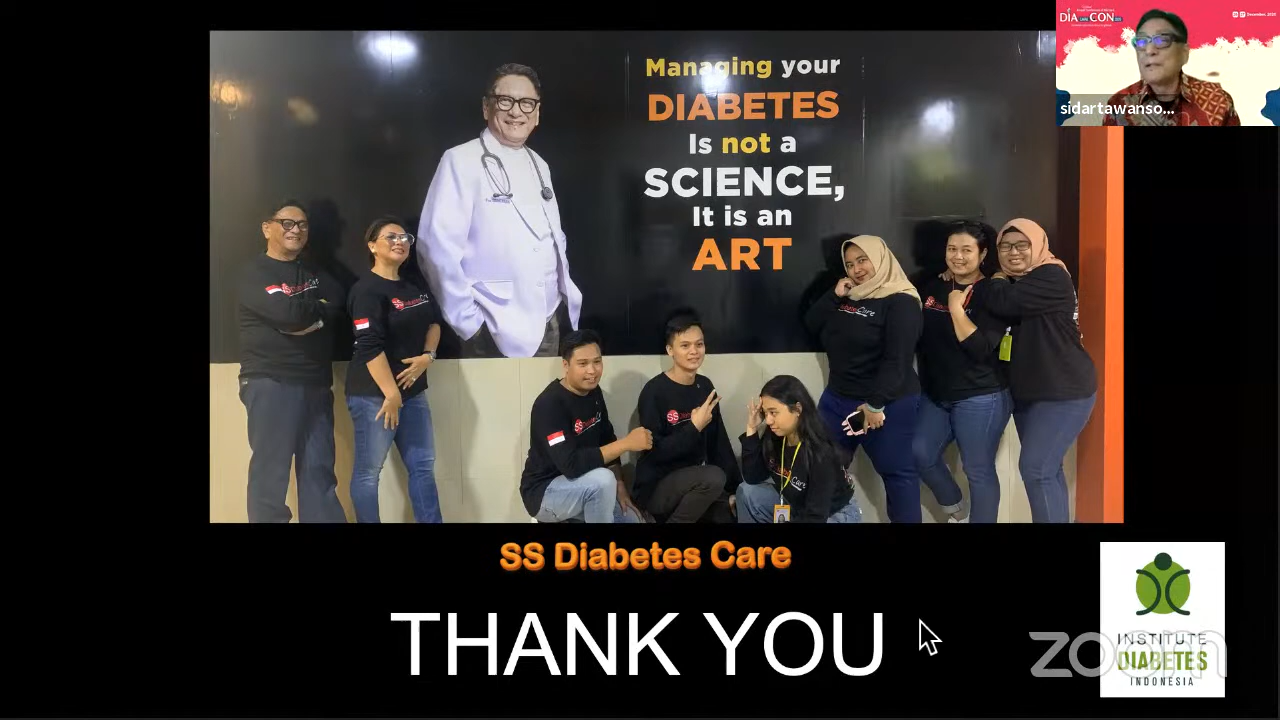 DIA CON
sidartawanso...
Managing your
DIABETES
Is not a
SCIENCE,
It is an
ART
SS Diabetes Care
THANK YOU
zoom
INSTITUTE
DIABETES
INDONESIA